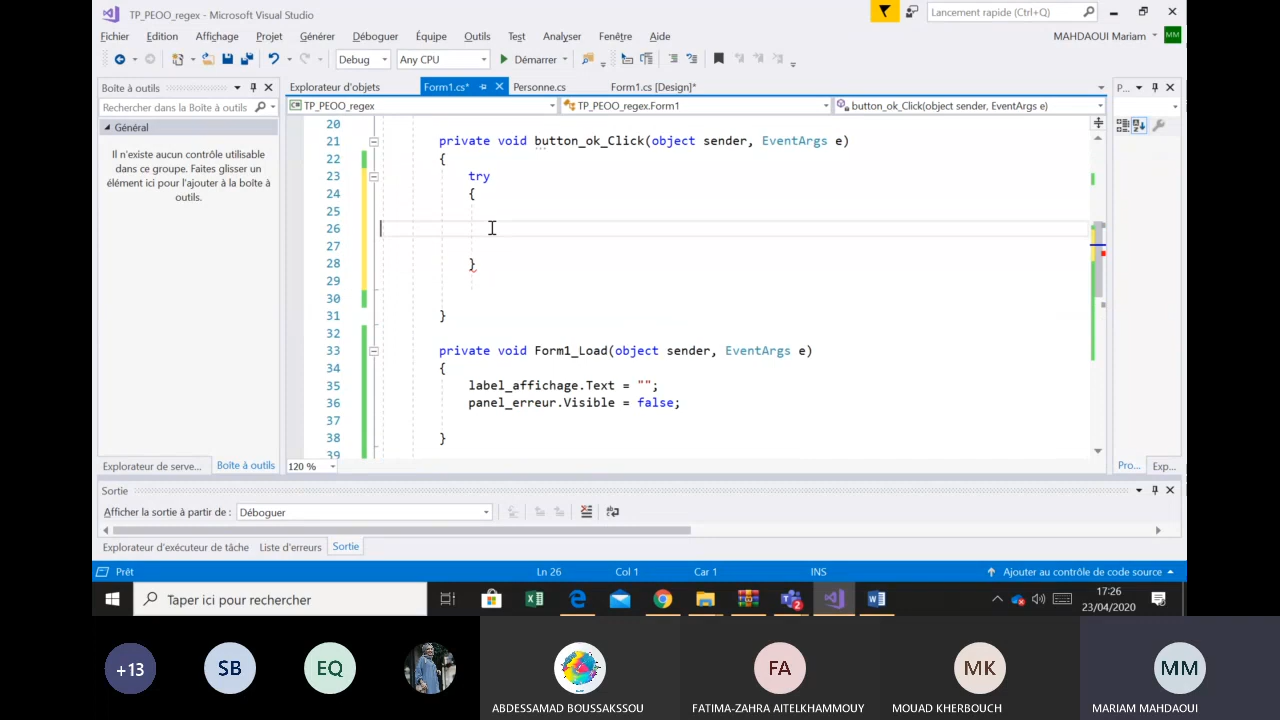 TP_PEOO_regex - Microsoft Visual Studio
Lancement rapide (Ctrl+Q)
Fichier Edition Affichage Projet Générer Déboguer Équipe Outils Test Analyser Fenêtre Aide
MAHDAOUI Mariam MM
Debug Any CPU Démarrer
Boîte à outils
Explorateur d'objets Form1.cs* Personne.cs Form1.cs [Design]* P...
Rechercher dans la Boîte à outils
TP_PEOO_regex TP_PEOO_regex.Form1 button_ok_Click(object sender, EventArgs e)
Général
Il n'existe aucun contrôle utilisable
dans ce groupe. Faites glisser un
élément ici pour l'ajouter à la boîte à
outils.
20
21 private void button_ok_Click(object sender, EventArgs e)
22 {
23 try
24 {
25
26
27
28 }
29
30
31 }
32
33 private void Form1_Load(object sender, EventArgs e)
34 {
35 label_affichage.Text = "";
36 panel_erreur.Visible = false;
37
38 }
39
Explorateur de serve... Boîte à outils 120 % Pro... Exp...
Sortie
Afficher la sortie à partir de : Déboguer
Explorateur d'exécuteur de tâche Liste d'erreurs Sortie
Prêt Ln 26 Col 1 Car 1 INS Ajouter au contrôle de code source
Taper ici pour rechercher
17:26
23/04/2020
+13 SB EQ FA MK MM
ABDESSAMAD BOUSSAKSSOU FATIMA-ZAHRA AITELKHAMMOUY MOUAD KHERBOUCH MARIAM MAHDAOUI